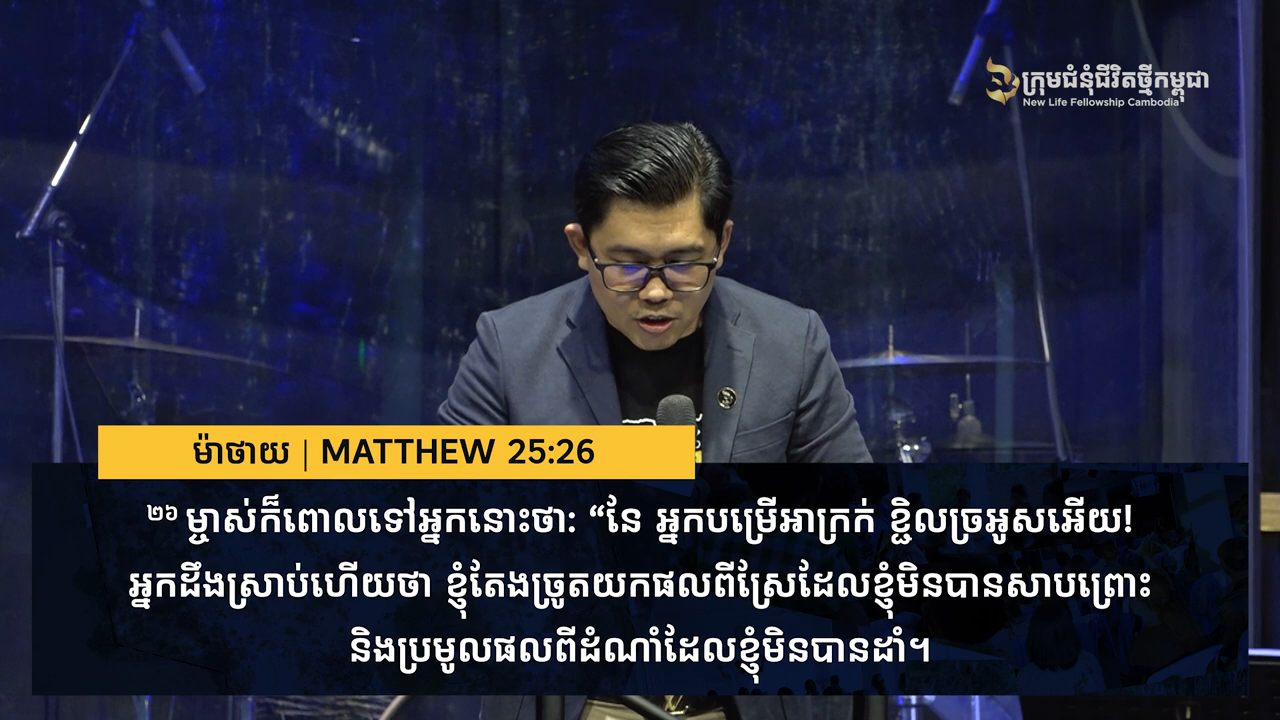 ក្រុមជំនុំជីវិតថ្មីកម្ពុជា
New Life Fellowship Cambodia
ម៉ាថាយ | MATTHEW 25:26
២៦ ម្ចាស់ក៏ពោលទៅអ្នកនោះថា: “នែ អ្នកបម្រើអាក្រក់ ខ្ជិលច្រអូសអើយ!
អ្នកដឹងស្រាប់ហើយថា ខ្ញុំតែងច្រូតយកផលពីស្រែដែលខ្ញុំមិនបានសាបព្រោះ
និងប្រមូលផលពីដំណាំដែលខ្ញុំមិនបានដាំ។